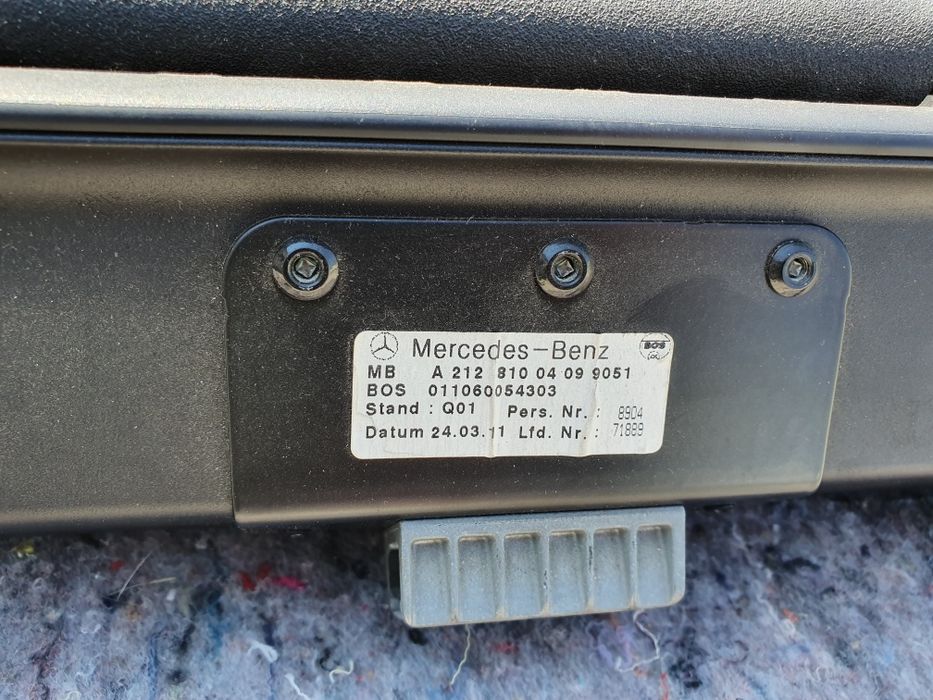 Mercedes-Benz BOS
MB A 212 810 04 09 9051
BOS 011060054303
Stand : Q01 Pers. Nr. : 8904
Datum 24.03.11 Lfd. Nr. : 71889